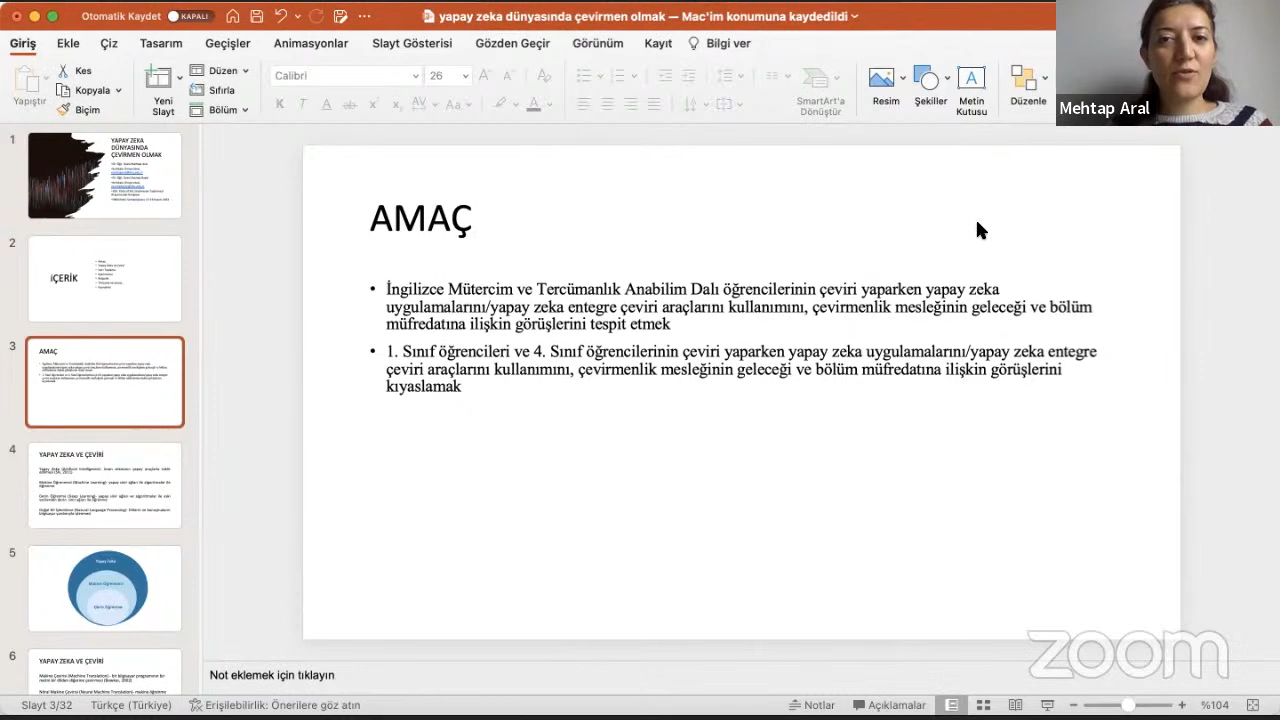 Otomatik Kaydet KAPALI
yapay zeka dünyasında çevirmen olmak — Mac'im konumuna kaydedildi
Giriş Ekle Çiz Tasarım Geçişler Animasyonlar Slayt Gösterisi Gözden Geçir Görünüm Kayıt Bilgi ver
Yapıştır
Kes
Kopyala
Biçim
Yeni
Slayt
Düzen
Sıfırla
Bölüm
Calibri 26
SmartArt'a
Dönüştür
Resim
Şekiller
Metin
Kutusu
Düzenle
Mehtap Aral
1
YAPAY ZEKA
DÜNYASINDA
ÇEVİRMEN OLMAK
2
İÇERİK
3
AMAÇ
4
YAPAY ZEKA VE ÇEVİRİ
5
Yapay Zeka
Makine Öğrenmesi
Derin Öğrenme
6
YAPAY ZEKA VE ÇEVİRİ
AMAÇ
• İngilizce Mütercim ve Tercümanlık Anabilim Dalı öğrencilerinin çeviri yaparken yapay zeka
uygulamalarını/yapay zeka entegre çeviri araçlarını kullanımını, çevirmenlik mesleğinin geleceği ve bölüm
müfredatına ilişkin görüşlerini tespit etmek
• 1. Sınıf öğrencileri ve 4. Sınıf öğrencilerinin çeviri yaparken yapay zeka uygulamalarını/yapay zeka entegre
çeviri araçlarını kullanımına, çevirmenlik mesleğinin geleceği ve bölüm müfredatına ilişkin görüşlerini
kıyaslamak
zoom
Not eklemek için tıklayın
Slayt 3/32 Türkçe (Türkiye) Erişilebilirlik: Önerilere göz atın Notlar Açıklamalar %104